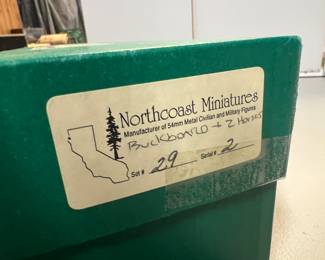 Northcoast Miniatures
Manufacturer of 54mm Metal Civilian and Military Figures
Buckboard + 2 Horses
Set # 29 Serial # 2